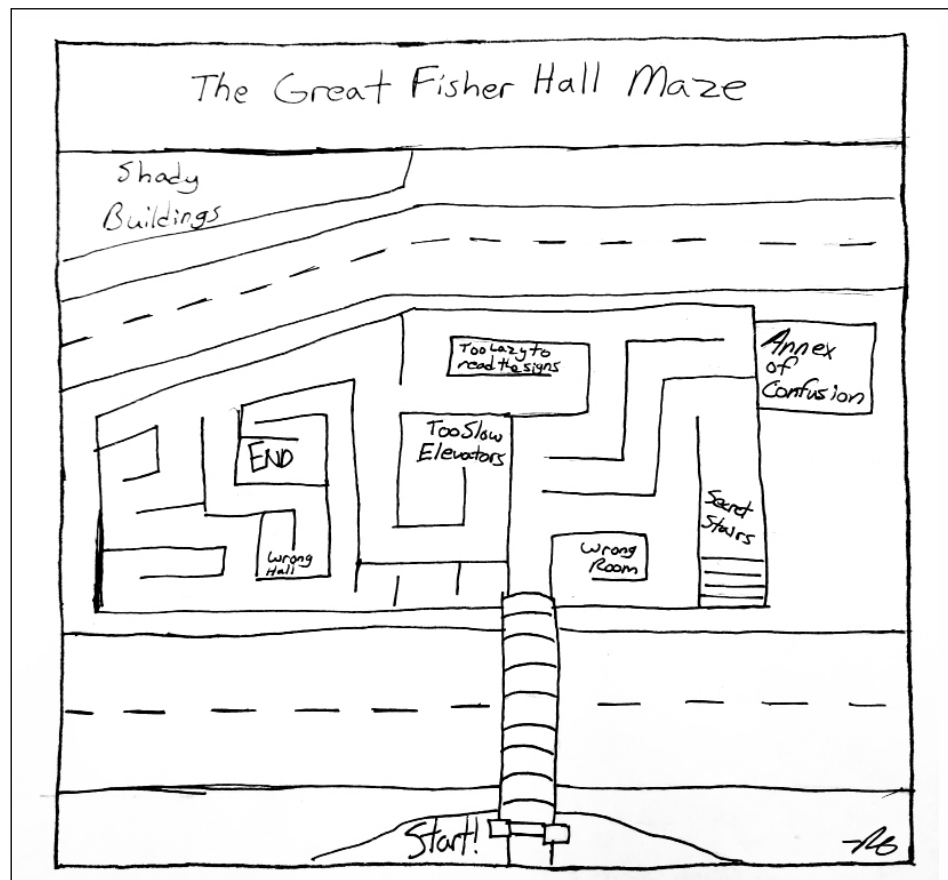 The Great Fisher Hall Maze
Shady
Buildings
Too Lazy to
read the signs
Annex
of
Confusion
Too Slow
Elevators
END
Secret
Stairs
Wrong
Hall
Wrong
Room
Start!